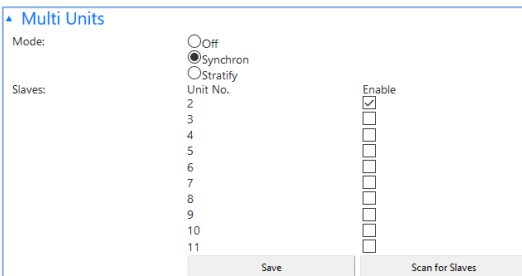 Multi Units
Mode:
Off
Synchron
Stratify
Slaves: Unit No. Enable
2
3
4
5
6
7
8
9
10
11
Save Scan for Slaves